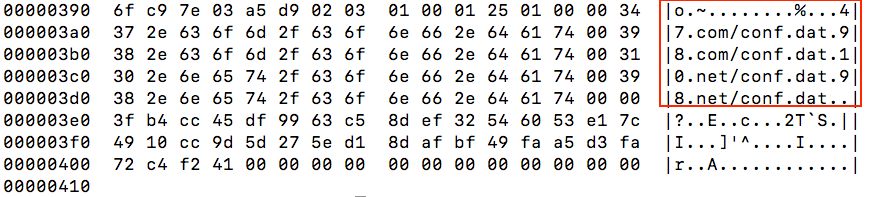 00000390  6f c9 7e 03 a5 d9 02 03  01 00 01 25 01 00 00 34  |o.~........%...4|
000003a0  37 2e 63 6f 6d 2f 63 6f  6e 66 2e 64 61 74 00 39  |7.com/conf.dat.9|
000003b0  38 2e 63 6f 6d 2f 63 6f  6e 66 2e 64 61 74 00 31  |8.com/conf.dat.1|
000003c0  30 2e 6e 65 74 2f 63 6f  6e 66 2e 64 61 74 00 39  |0.net/conf.dat.9|
000003d0  38 2e 6e 65 74 2f 63 6f  6e 66 2e 64 61 74 00 00  |8.net/conf.dat..|
000003e0  3f b4 cc 45 df 99 63 c5  8d ef 32 54 60 53 e1 7c  |?..E..c...2T`S.||
000003f0  49 10 cc 9d 5d 27 5e d1  8d af bf 49 fa a5 d3 fa  |I...]'^....I....|
00000400  72 c4 f2 41 00 00 00 00  00 00 00 00 00 00 00 00  |r..A............|
00000410